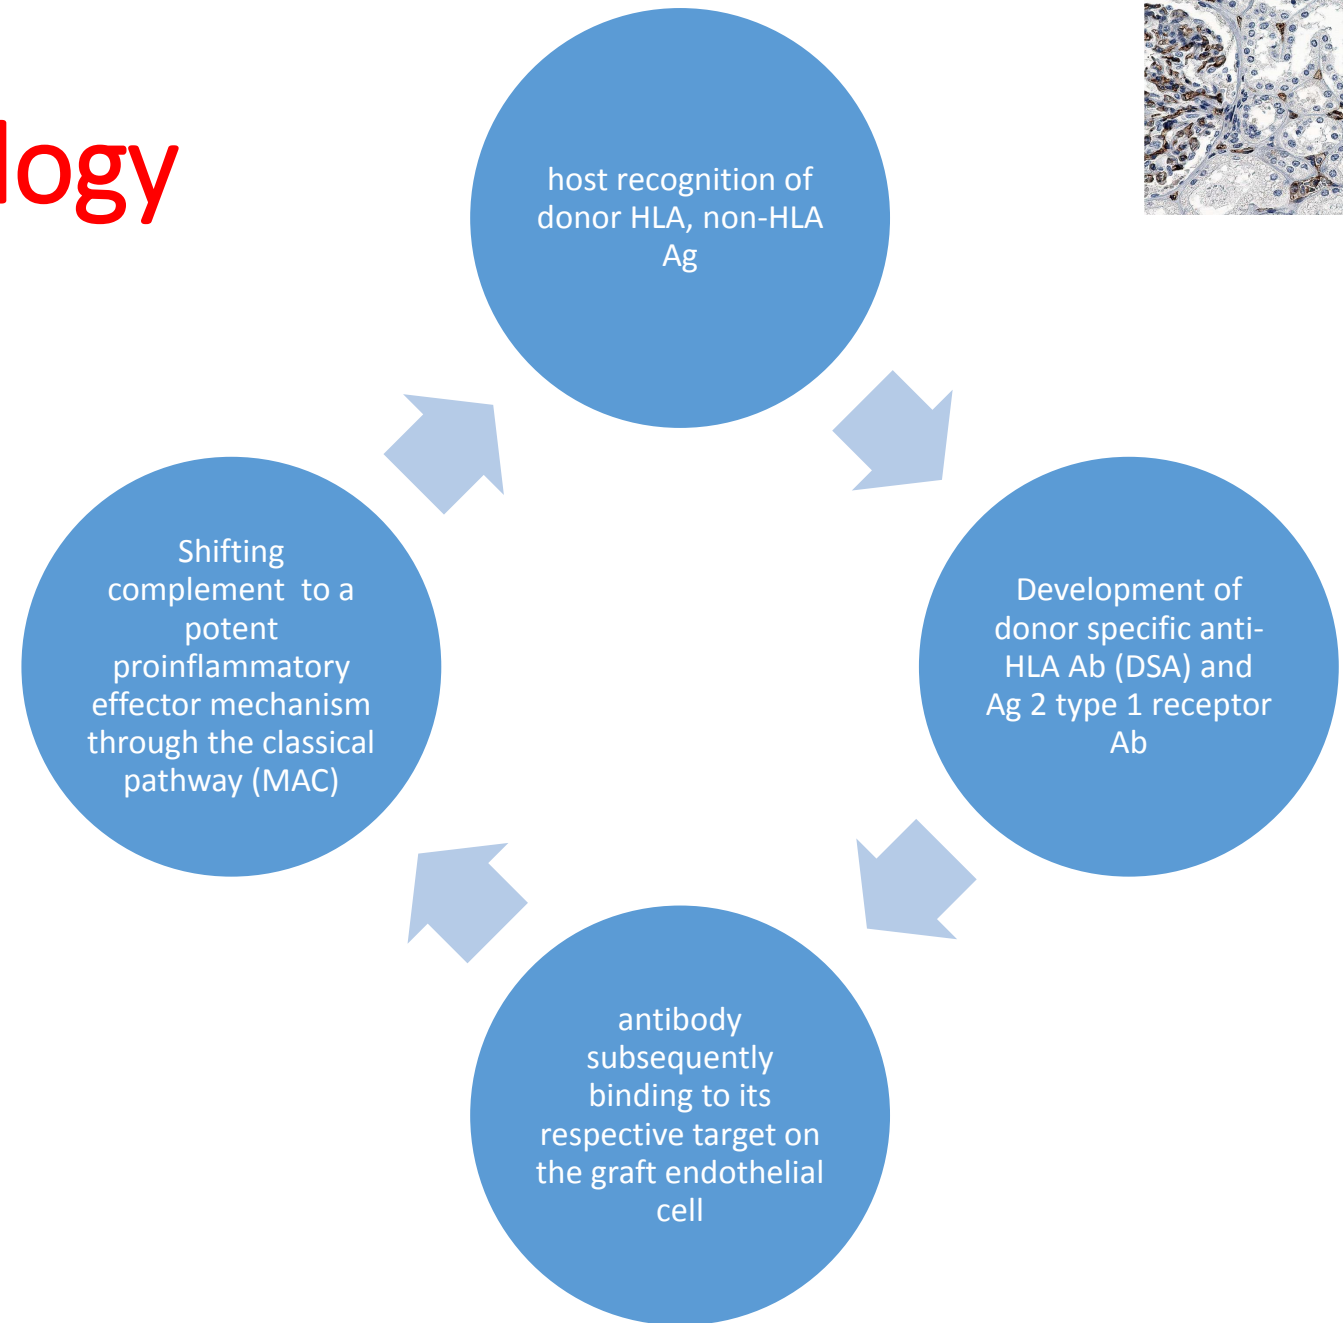 logy
host recognition of
donor HLA, non-HLA
Ag
Development of
donor specific anti-
HLA Ab (DSA) and
Ag 2 type 1 receptor
Ab
antibody
subsequently
binding to its
respective target on
the graft endothelial
cell
Shifting
complement  to a
potent
proinflammatory
effector mechanism
through the classical
pathway (MAC)